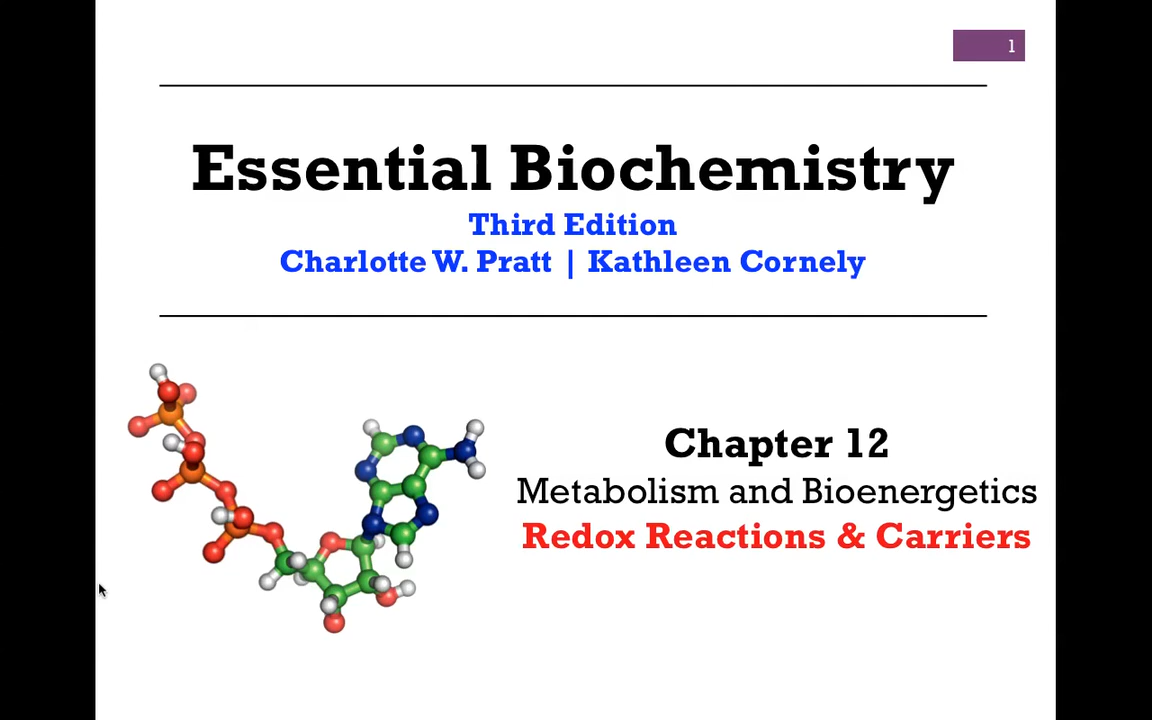 1
Essential Biochemistry
Third Edition
Charlotte W. Pratt | Kathleen Cornely
Chapter 12
Metabolism and Bioenergetics
Redox Reactions & Carriers